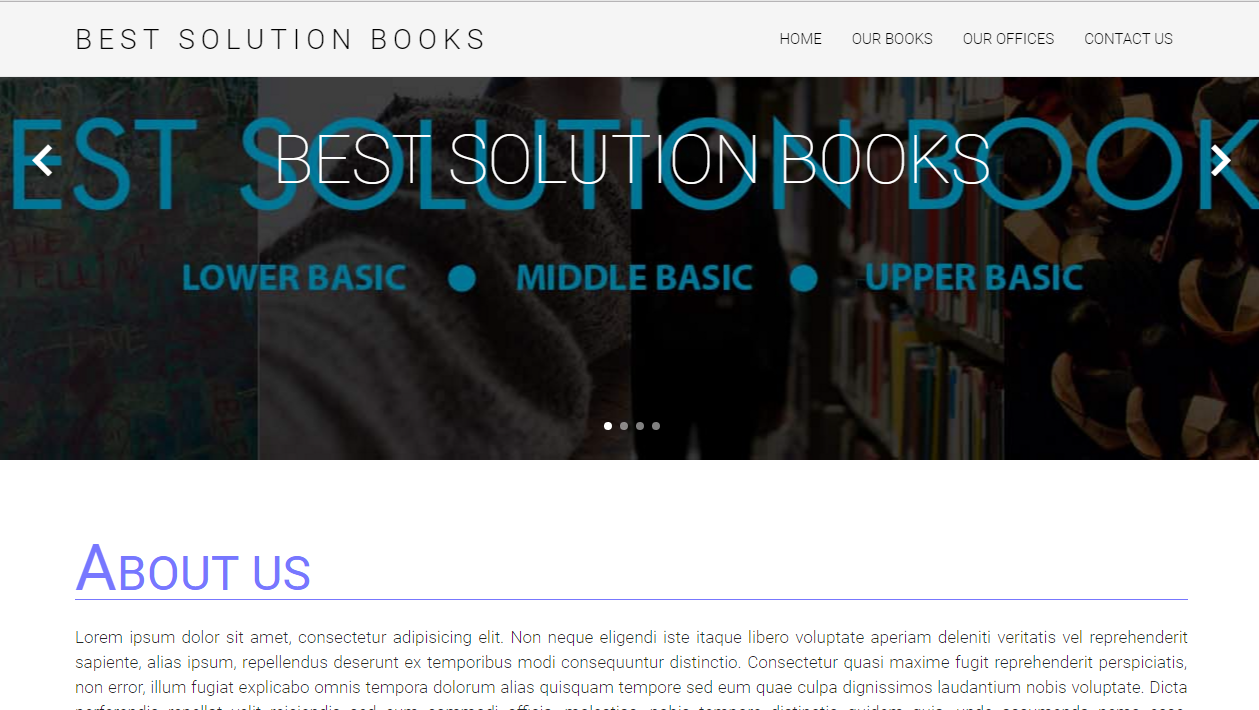 BEST SOLUTION BOOKS
HOME OUR BOOKS OUR OFFICES CONTACT US
EST SOLUTION BOOK
BEST SOLUTION BOOKS
LOWER BASIC ● MIDDLE BASIC ● UPPER BASIC
ABOUT US
Lorem ipsum dolor sit amet, consectetur adipisicing elit. Non neque eligendi iste itaque libero voluptate aperiam deleniti veritatis vel reprehenderit
sapiente, alias ipsum, repellendus deserunt ex temporibus modi consequuntur distinctio. Consectetur quasi maxime fugit reprehenderit perspiciatis,
non error, illum fugiat explicabo omnis tempora dolorum alias quisquam tempore sed eum quae culpa dignissimos laudantium nobis voluptate. Dicta